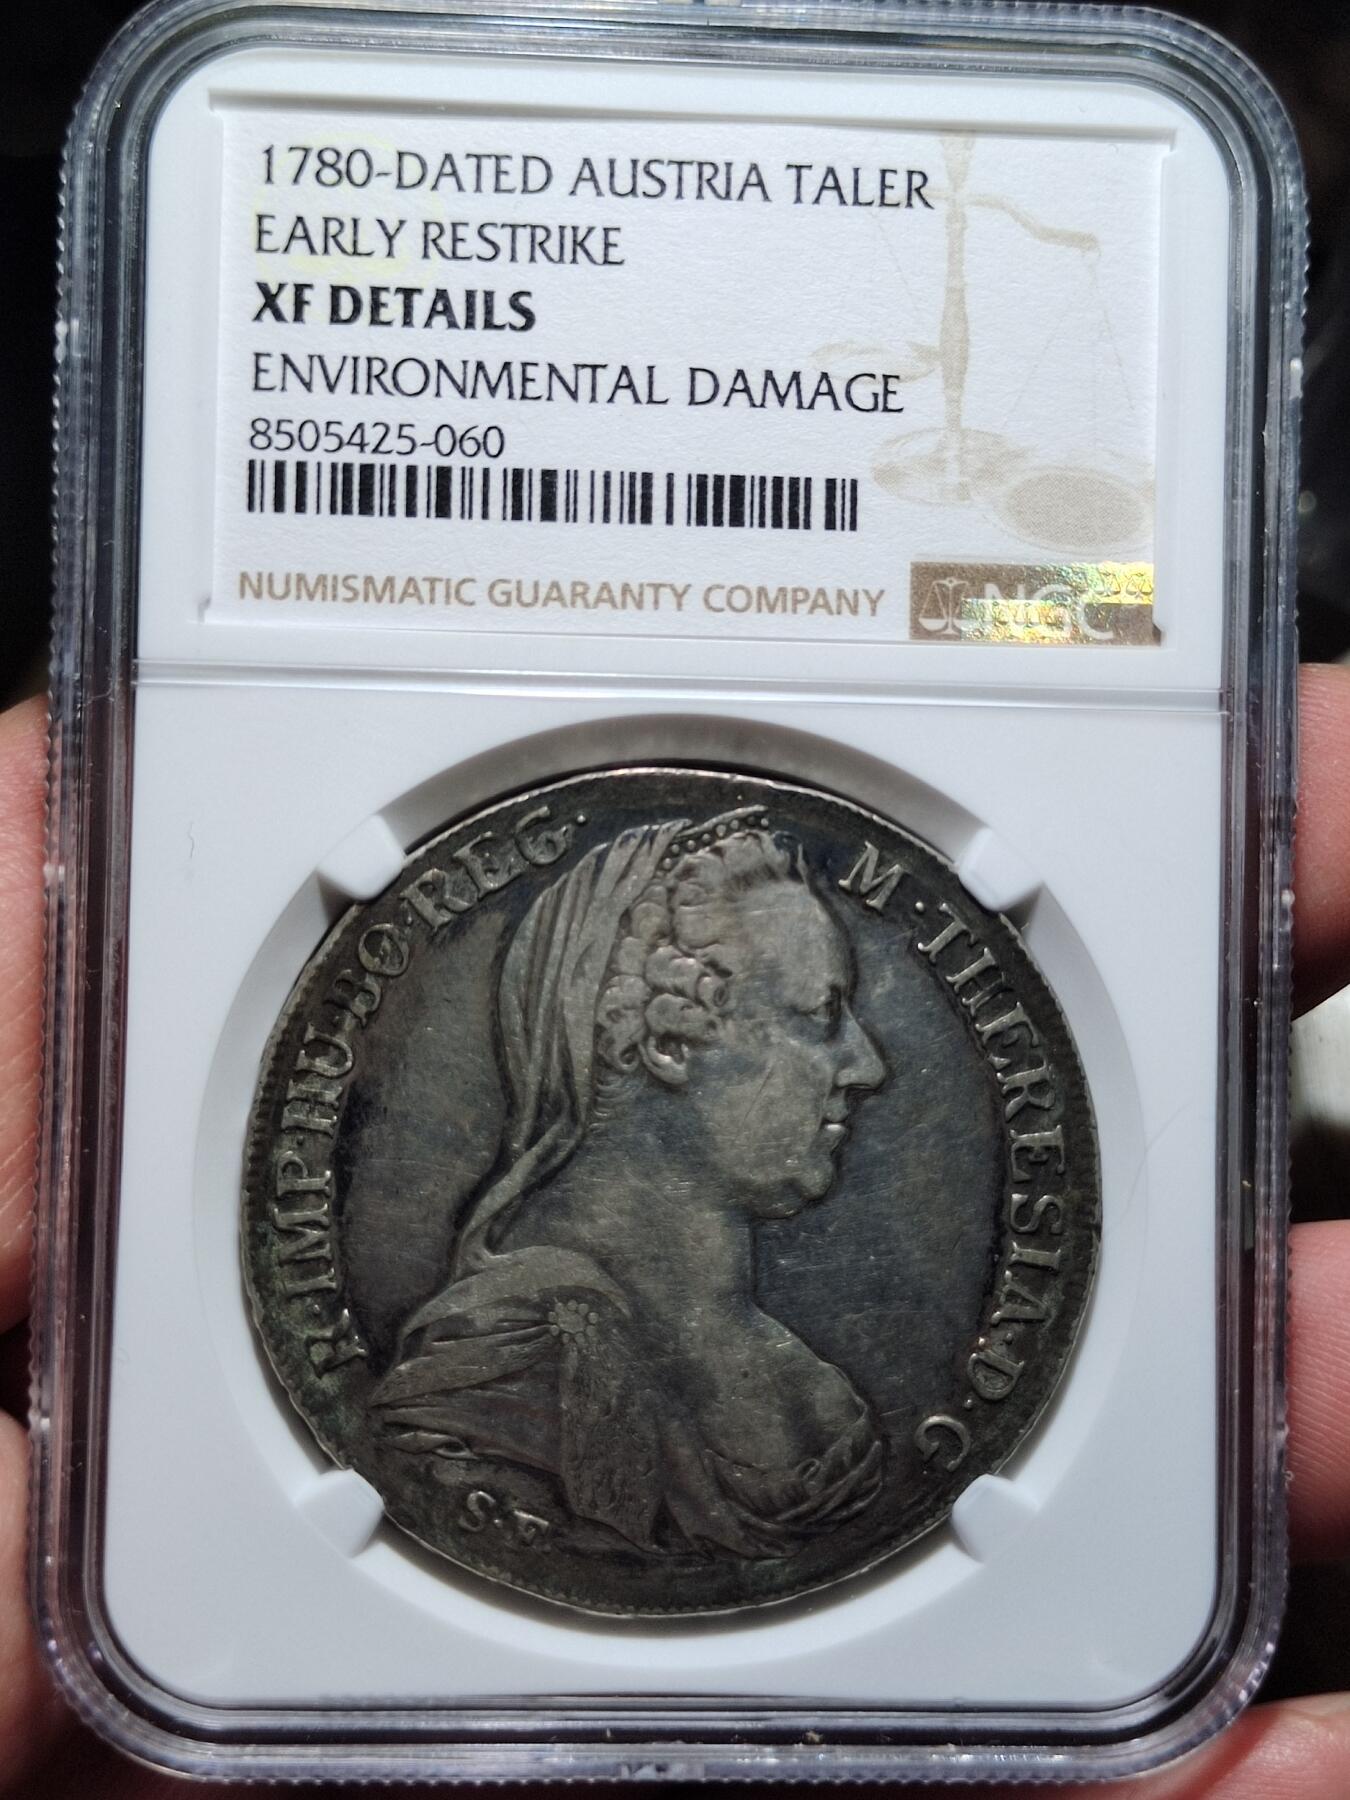 1780-DATED AUSTRIA TALER
EARLY RESTRIKE
XF DETAILS
ENVIRONMENTAL DAMAGE
8505425-060
NUMISMATIC GUARANTY COMPANY
NGC
R·IMP·HU·BO·REG·
M·THERESIA·D·G
S·F·